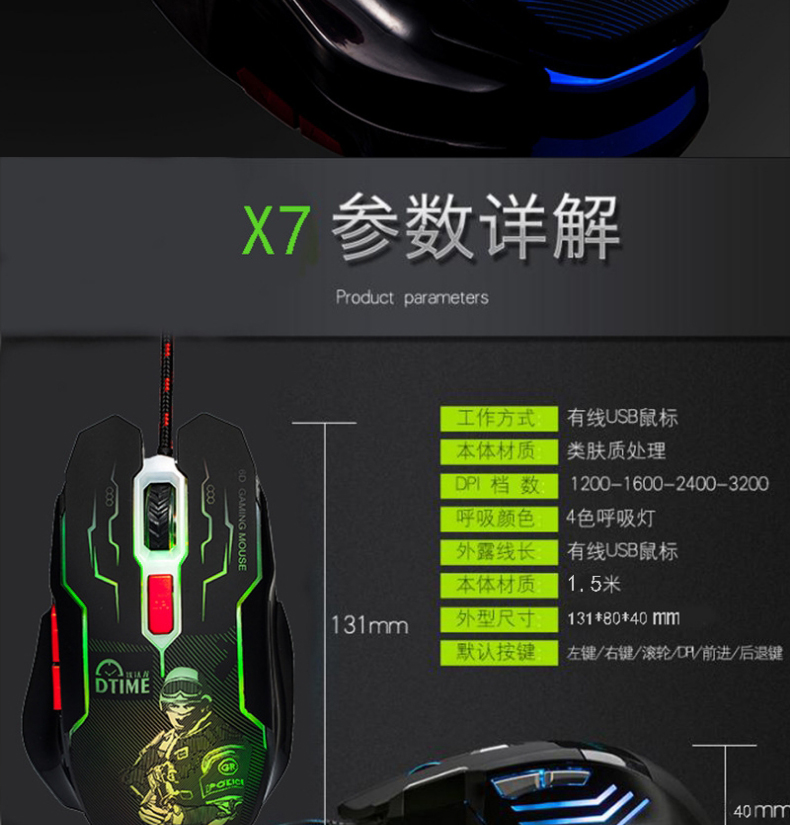 X7 参数详解
Product parameters
工作方式: 有线USB鼠标
本体材质: 类肤质处理
DPI 档 数: 1200-1600-2400-3200
呼吸颜色: 4色呼吸灯
外露线长: 有线USB鼠标
本体材质: 1.5米
外型尺寸: 131*80*40 mm
默认按键: 左键/右键/滚轮/DPI/前进/后退键
131mm
6D GAMING MOUSE
DTIME
POLICE
40mm